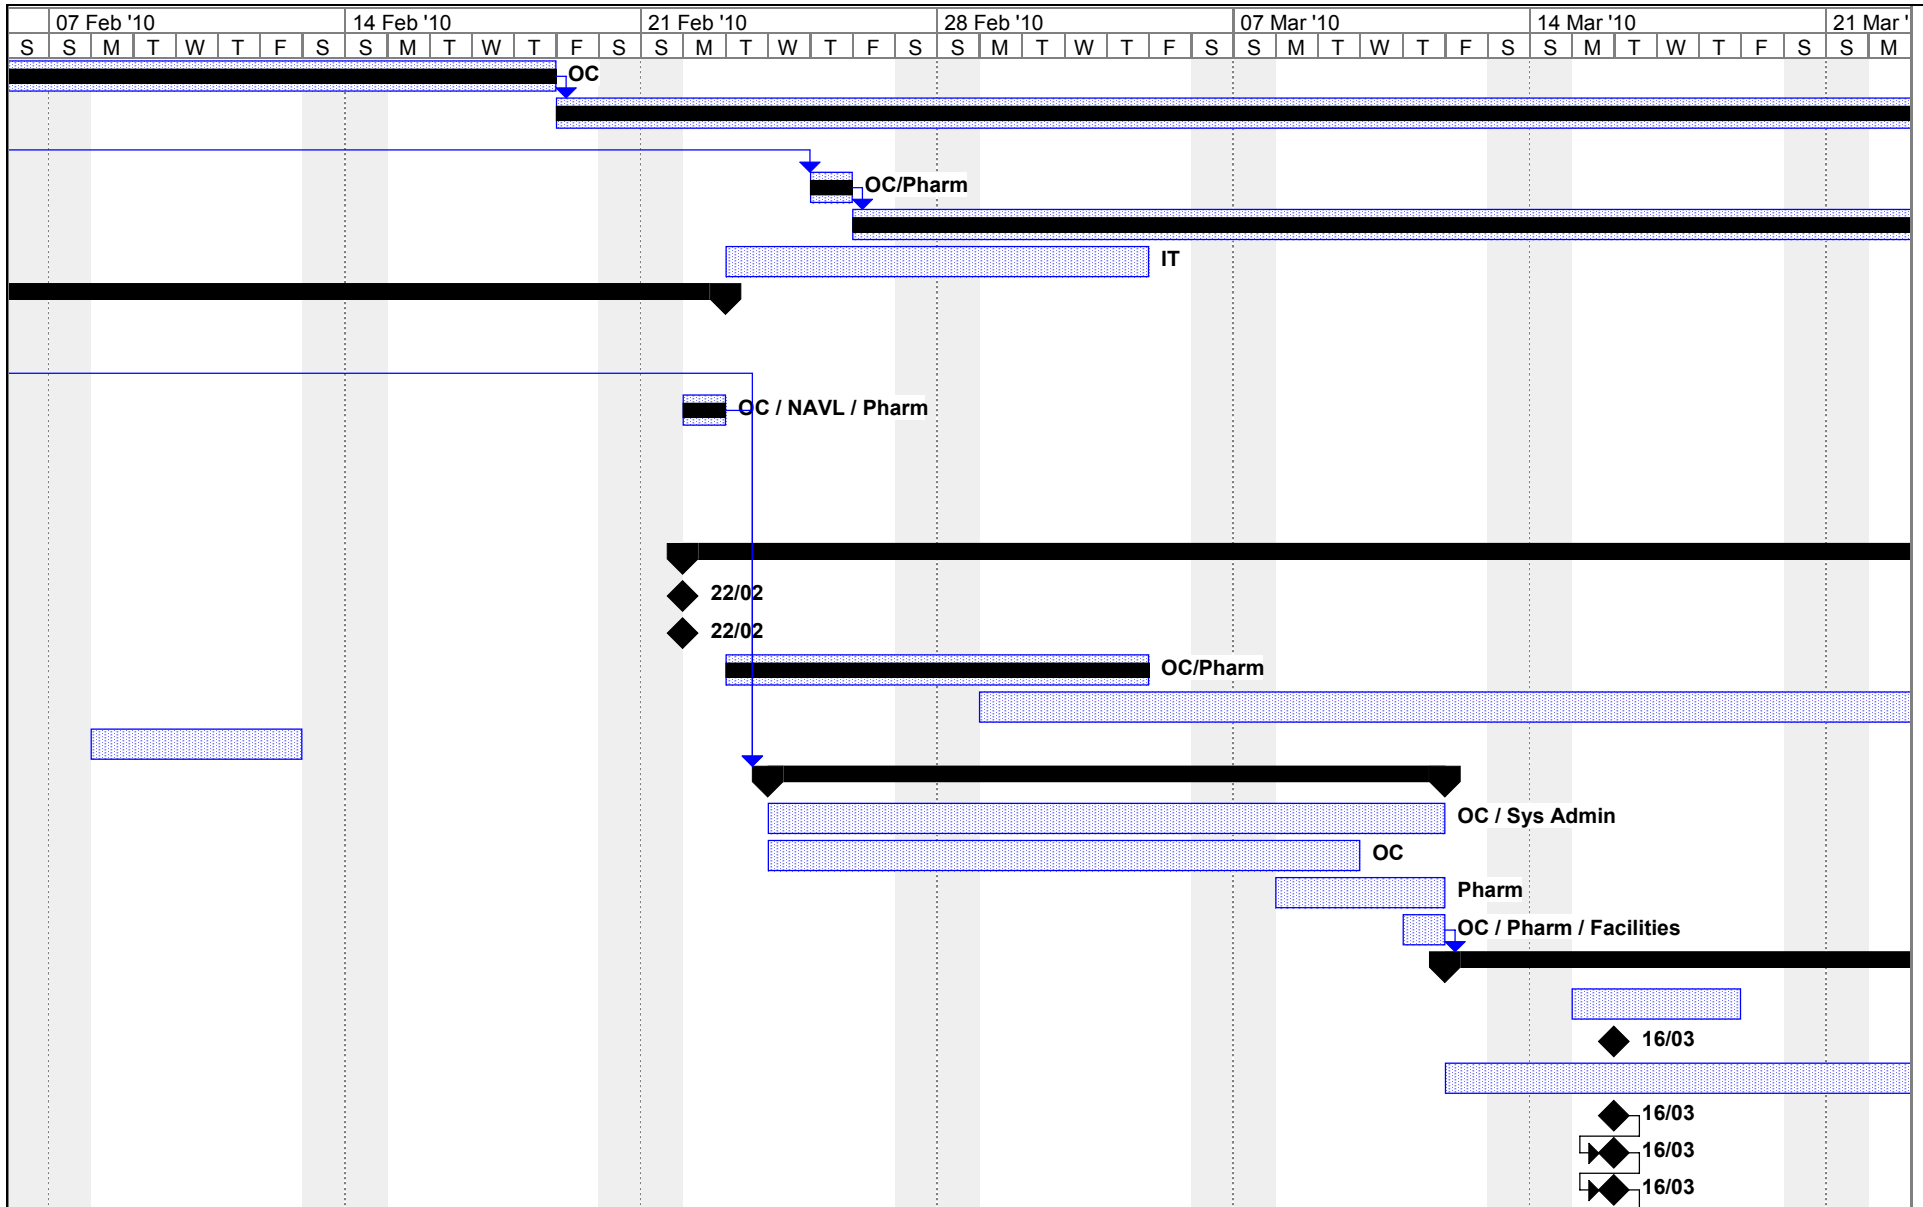 07 Feb '10 14 Feb '10 21 Feb '10 28 Feb '10 07 Mar '10 14 Mar '10 21 Mar '
S S M T W T F S S M T W T F S S M T W T F S S M T W T F S S M T W T F S S M T W T F S S M
OC
OC/Pharm
IT
OC / NAVL / Pharm
22/02
22/02
OC/Pharm
OC / Sys Admin
OC
Pharm
OC / Pharm / Facilities
16/03
16/03
16/03
16/03